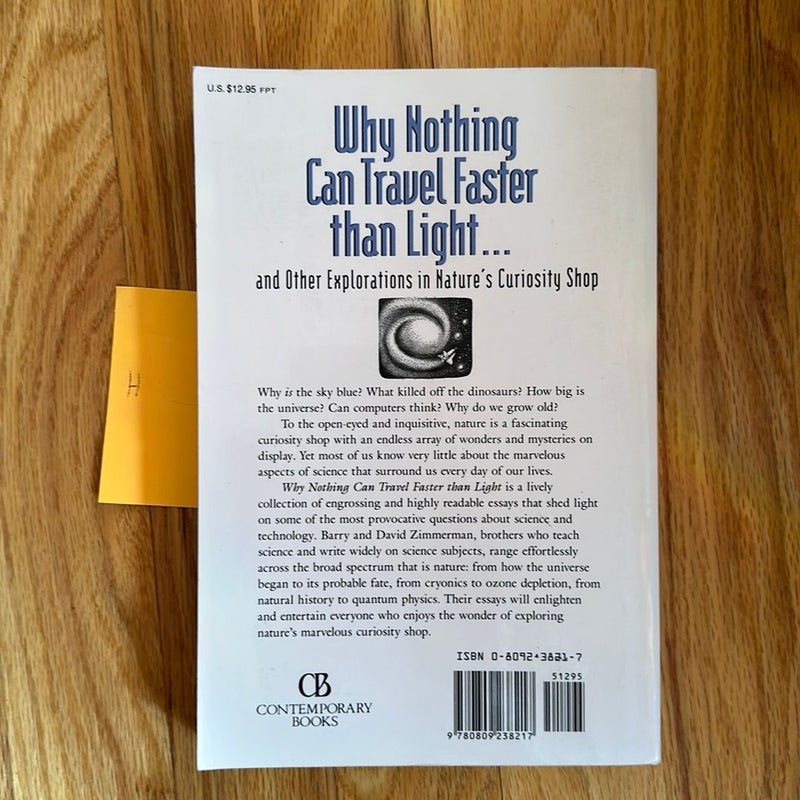 U.S. $12.95 FPT
Why Nothing
Can Travel Faster
than Light...
and Other Explorations in Nature's Curiosity Shop
Why is the sky blue? What killed off the dinosaurs? How big is
the universe? Can computers think? Why do we grow old?
To the open-eyed and inquisitive, nature is a fascinating
curiosity shop with an endless array of wonders and mysteries on
display. Yet most of us know very little about the marvelous
aspects of science that surround us every day of our lives.
Why Nothing Can Travel Faster than Light is a lively
collection of engrossing and highly readable essays that shed light
on some of the most provocative questions about science and
technology. Barry and David Zimmerman, brothers who teach
science and write widely on science subjects, range effortlessly
across the broad spectrum that is nature: from how the universe
began to its probable fate, from cryonics to ozone depletion, from
natural history to quantum physics. Their essays will enlighten
and entertain everyone who enjoys the wonder of exploring
nature's marvelous curiosity shop.
ISBN 0-8092-3821-7
51295
9 780809 238217
CB
CONTEMPORARY
BOOKS